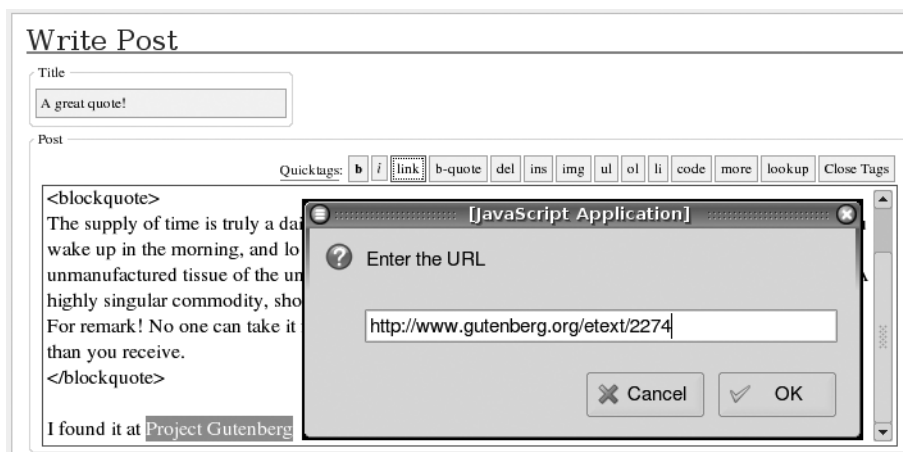 Write Post
Title
A great quote!
Post
Quicktags: b i link b-quote del ins img ul ol li code more lookup Close Tags
<blockquote>
The supply of time is truly a dai
wake up in the morning, and lo
unmanufactured tissue of the un
highly singular commodity, sho
For remark! No one can take it
than you receive.
</blockquote>
I found it at Project Gutenberg
[JavaScript Application]
Enter the URL
http://www.gutenberg.org/etext/2274
Cancel OK